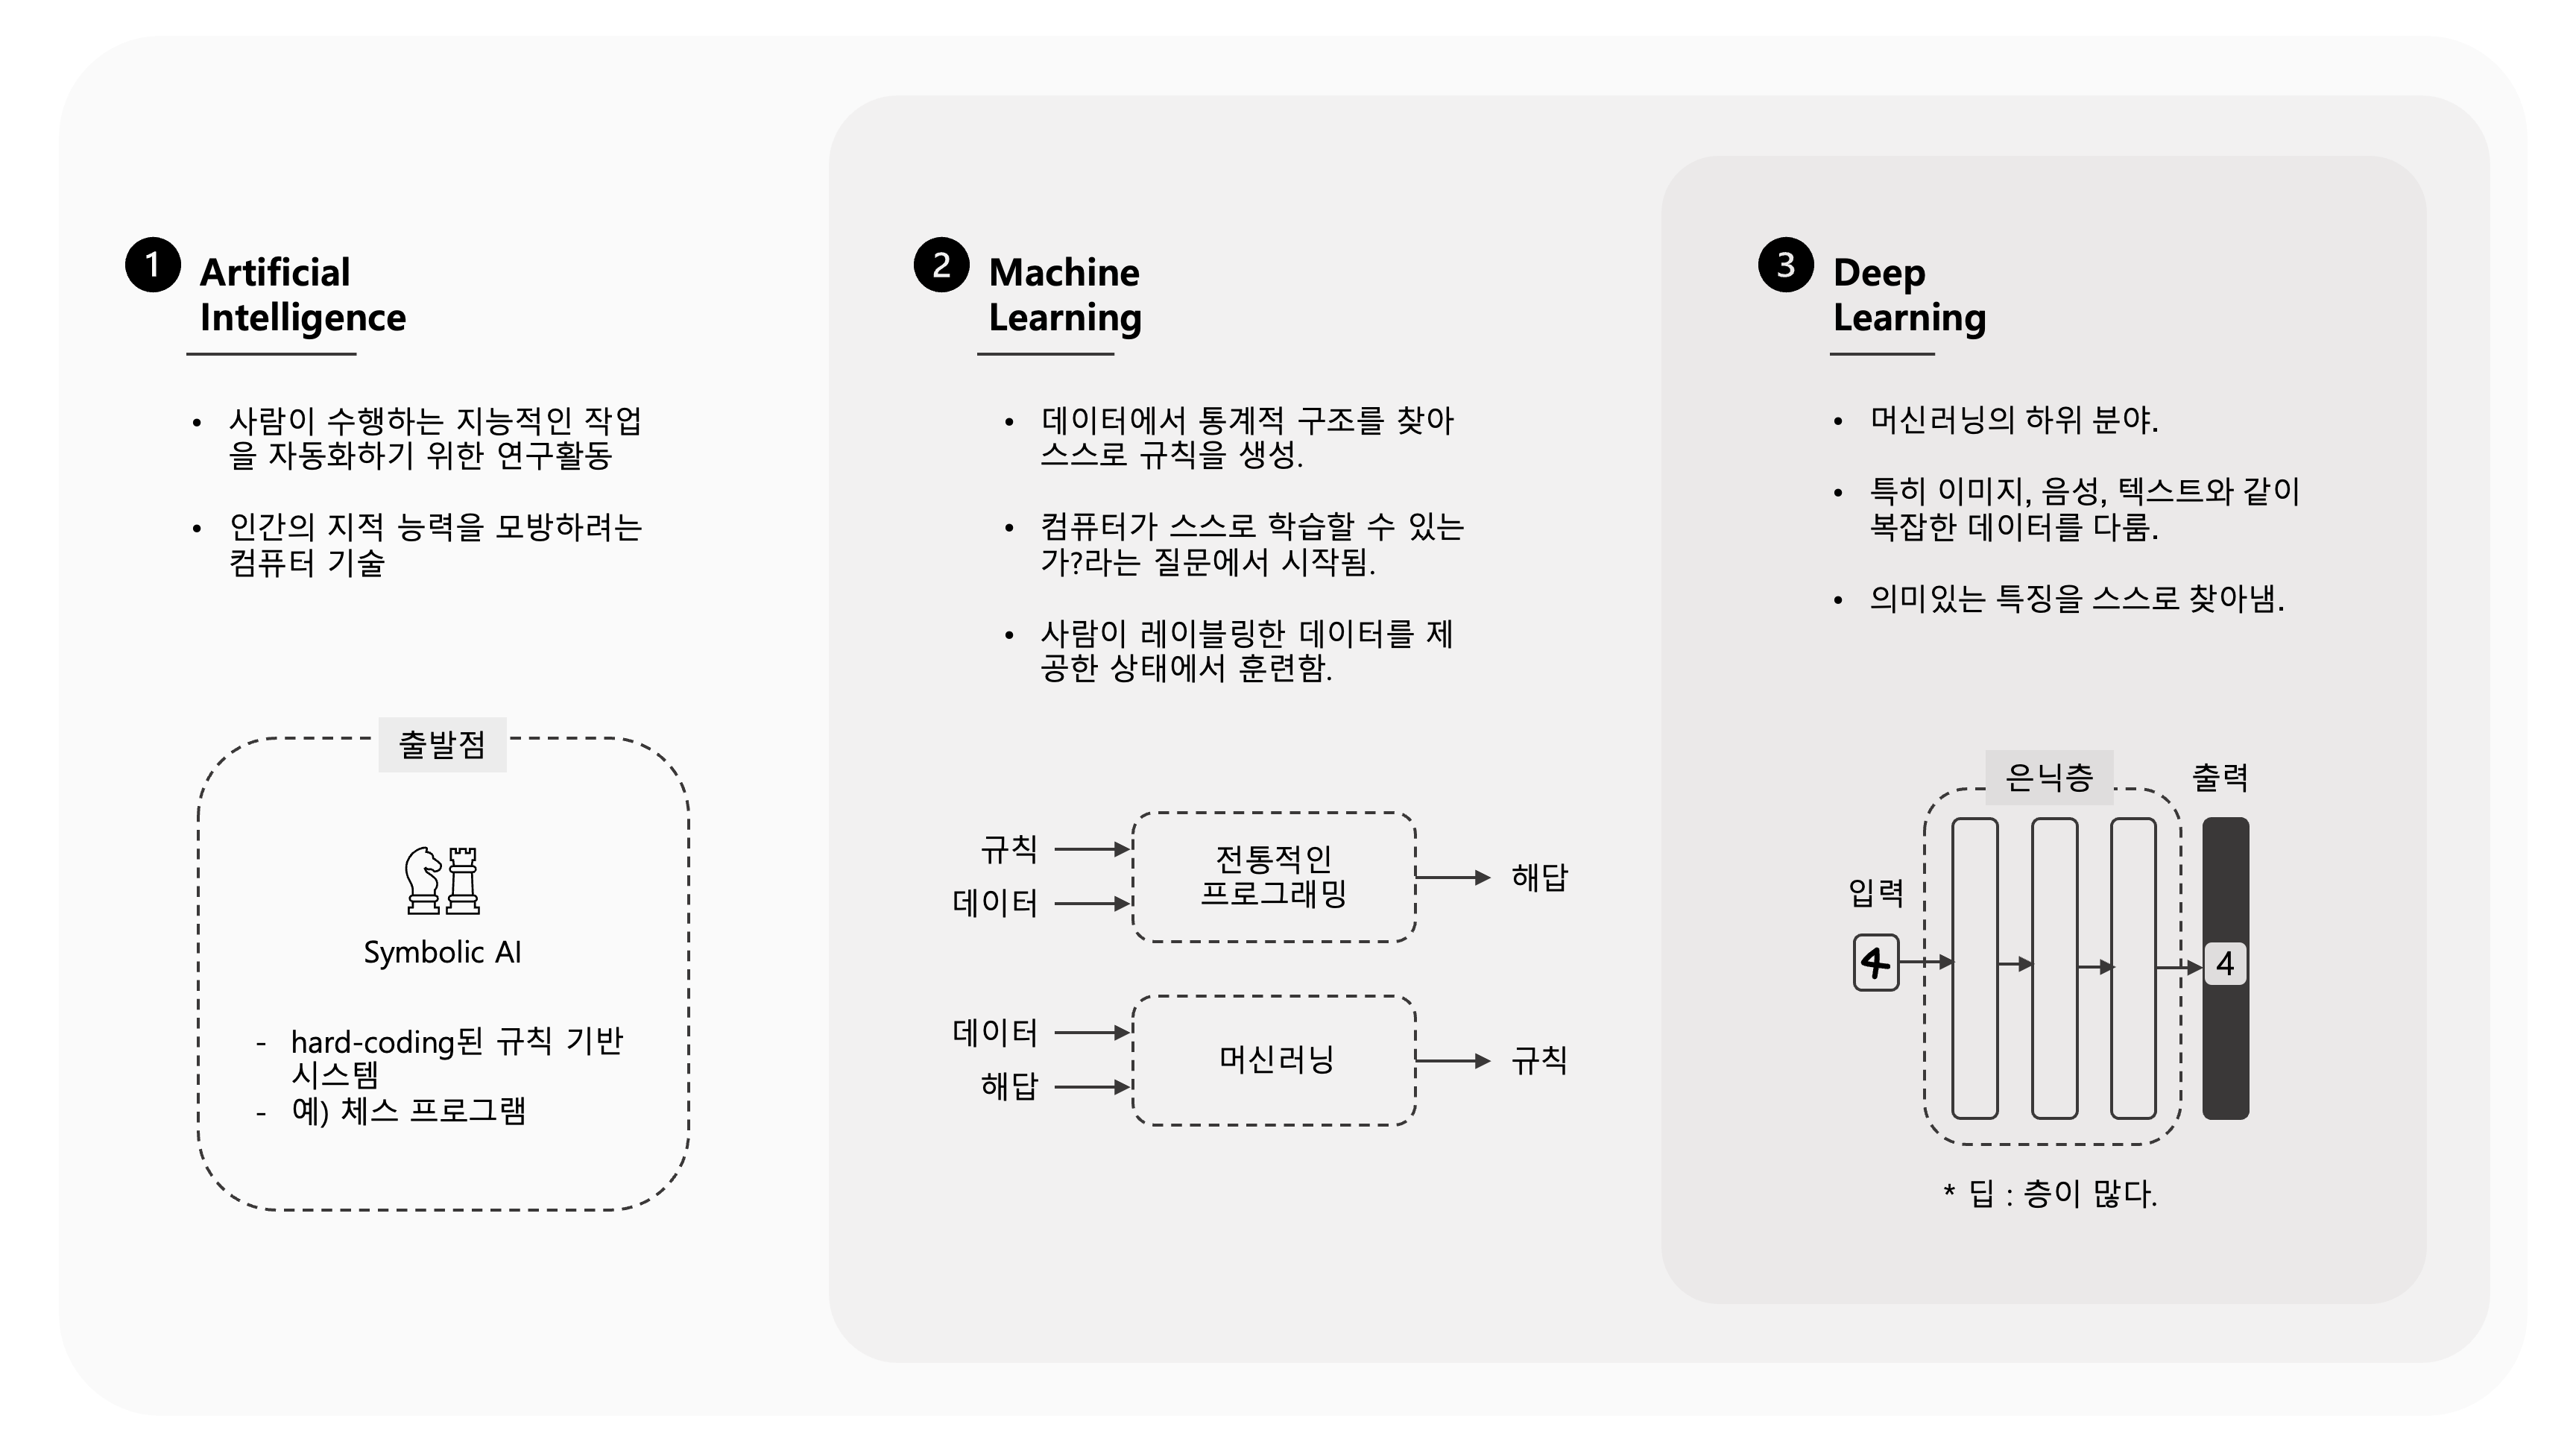 1
Artificial
Intelligence
• 사람이 수행하는 지능적인 작업
을 자동화하기 위한 연구활동
• 인간의 지적 능력을 모방하려는
컴퓨터 기술
출발점
Symbolic AI
- hard-coding된 규칙 기반
시스템
- 예) 체스 프로그램
2
Machine
Learning
• 데이터에서 통계적 구조를 찾아
스스로 규칙을 생성.
• 컴퓨터가 스스로 학습할 수 있는
가?라는 질문에서 시작됨.
• 사람이 레이블링한 데이터를 제
공한 상태에서 훈련함.
규칙
데이터
전통적인
프로그래밍
해답
데이터
해답
머신러닝
규칙
3
Deep
Learning
• 머신러닝의 하위 분야.
• 특히 이미지, 음성, 텍스트와 같이
복잡한 데이터를 다룸.
• 의미있는 특징을 스스로 찾아냄.
은닉층
출력
입력
4
4
* 딥 : 층이 많다.